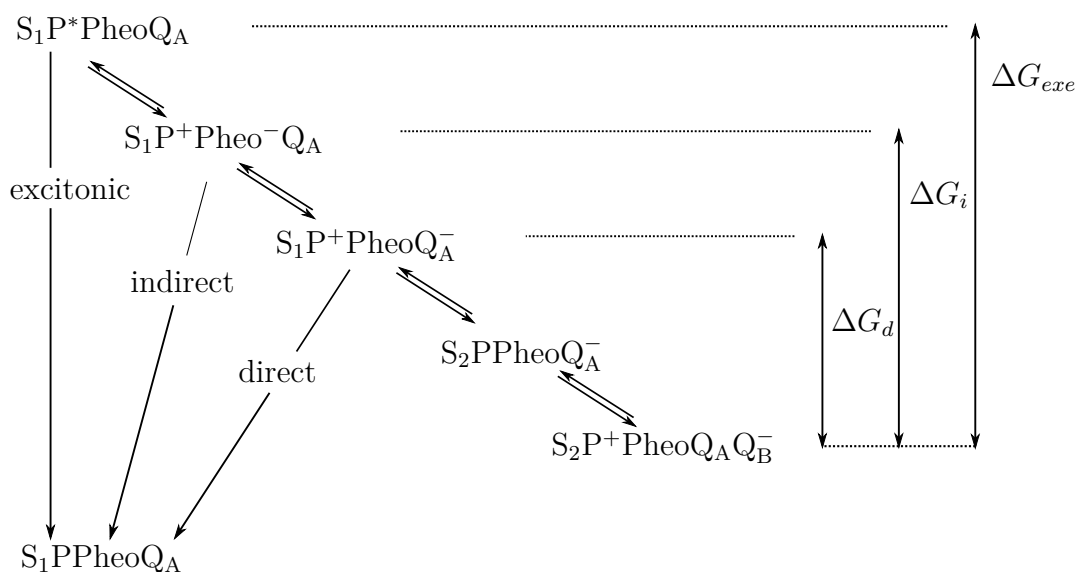 S₁P*PheoQ_A
ΔG_exe
S₁P⁺Pheo⁻Q_A
excitonic
ΔG_i
S₁P⁺PheoQ_A⁻
indirect
ΔG_d
S₂PPheoQ_A⁻
direct
S₂P⁺PheoQ_AQ_B⁻
S₁PPheoQ_A